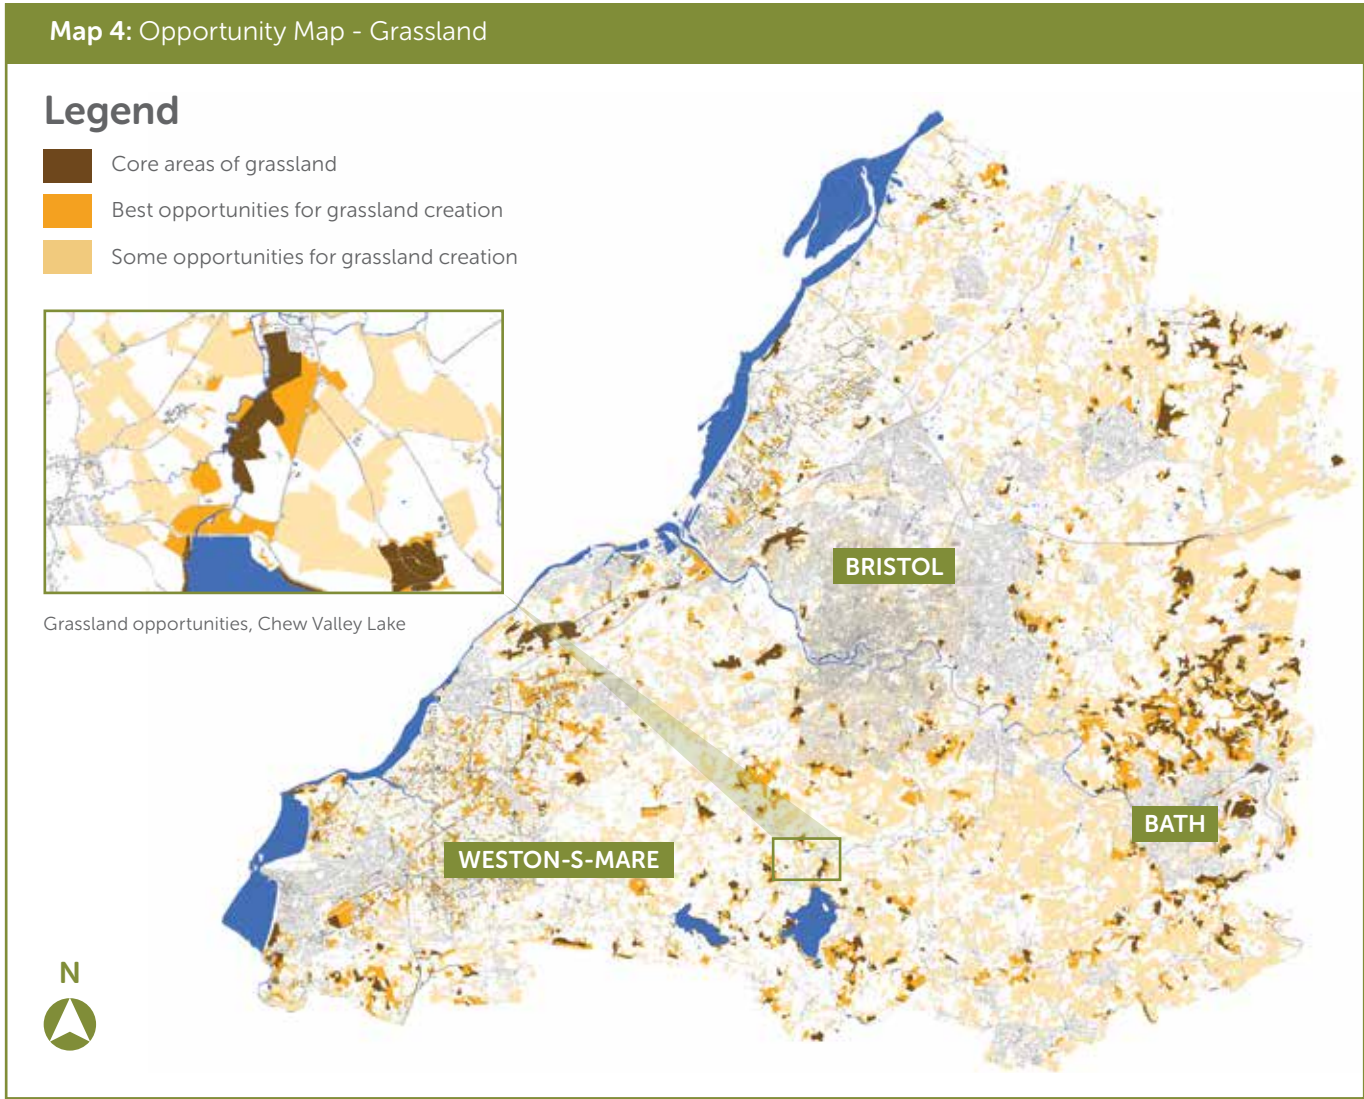 Map 4: Opportunity Map - Grassland
Legend
Core areas of grassland
Best opportunities for grassland creation
Some opportunities for grassland creation
Grassland opportunities, Chew Valley Lake
BRISTOL
BATH
WESTON-S-MARE
N